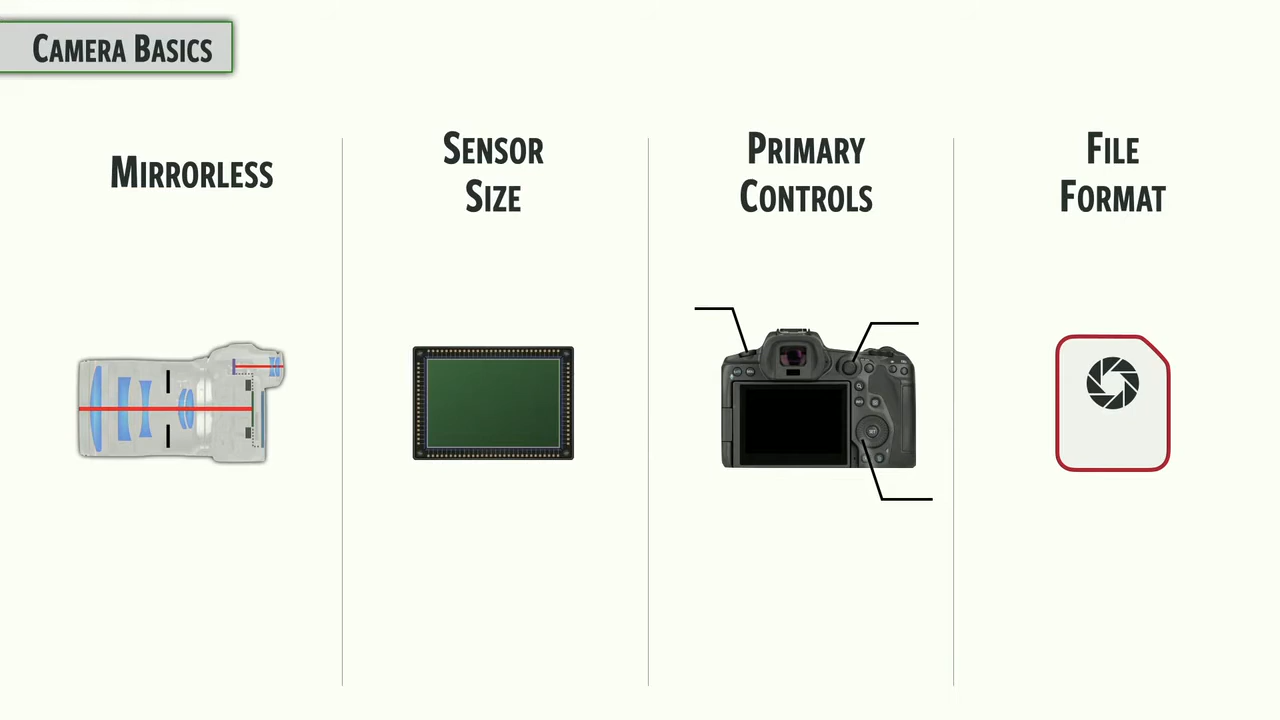 Camera Basics
Mirrorless
Sensor
Size
Primary
Controls
File
Format